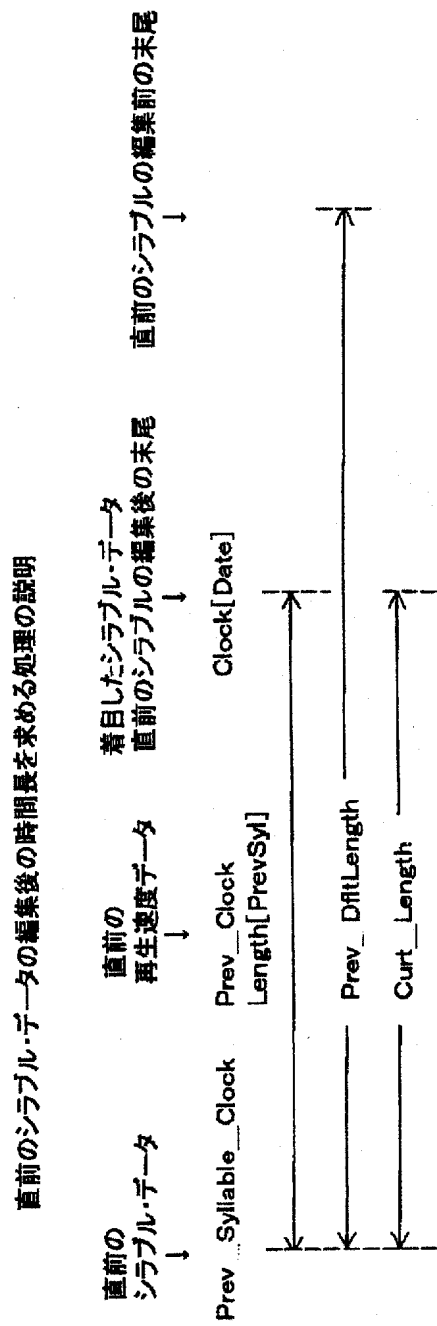 直前のシラブル・データの編集後の時間長を求める処理の説明
直前の
シラブル・データ
↓
Prev_Syllable_Clock
直前の
再生速度データ
↓
Prev_Clock
Length[PrevSyl]
着目したシラブル・データ
直前のシラブルの編集後の末尾
↓
Clock[Date]
直前のシラブルの編集前の末尾
↓
Prev_DfltLength
Curt_Length